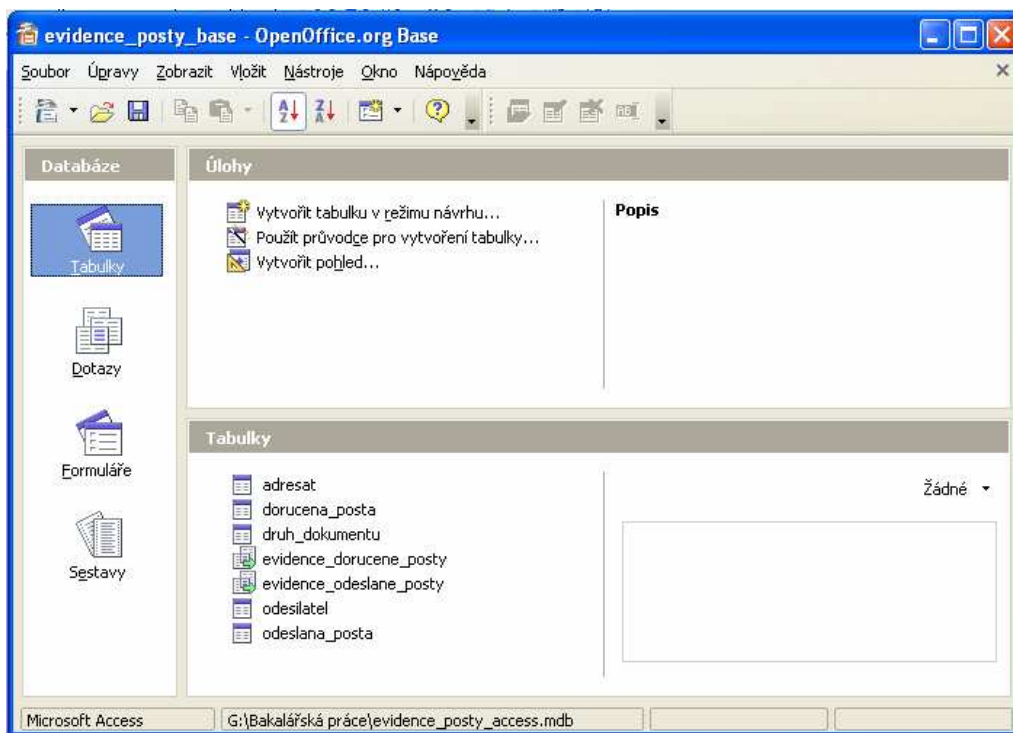 evidence_posty_base - OpenOffice.org Base
Soubor Úpravy Zobrazit Vložit Nástroje Okno Nápověda
Databáze
Úlohy
Tabulky
Dotazy
Formuláře
Sestavy
Vytvořit tabulku v režimu návrhu...
Použít průvodce pro vytvoření tabulky...
Vytvořit pohled...
Popis
Tabulky
adresat
dorucena_posta
druh_dokumentu
evidence_dorucene_posty
evidence_odeslane_posty
odesilatel
odeslana_posta
Žádné
Microsoft Access G:\Bakalářská práce\evidence_posty_access.mdb